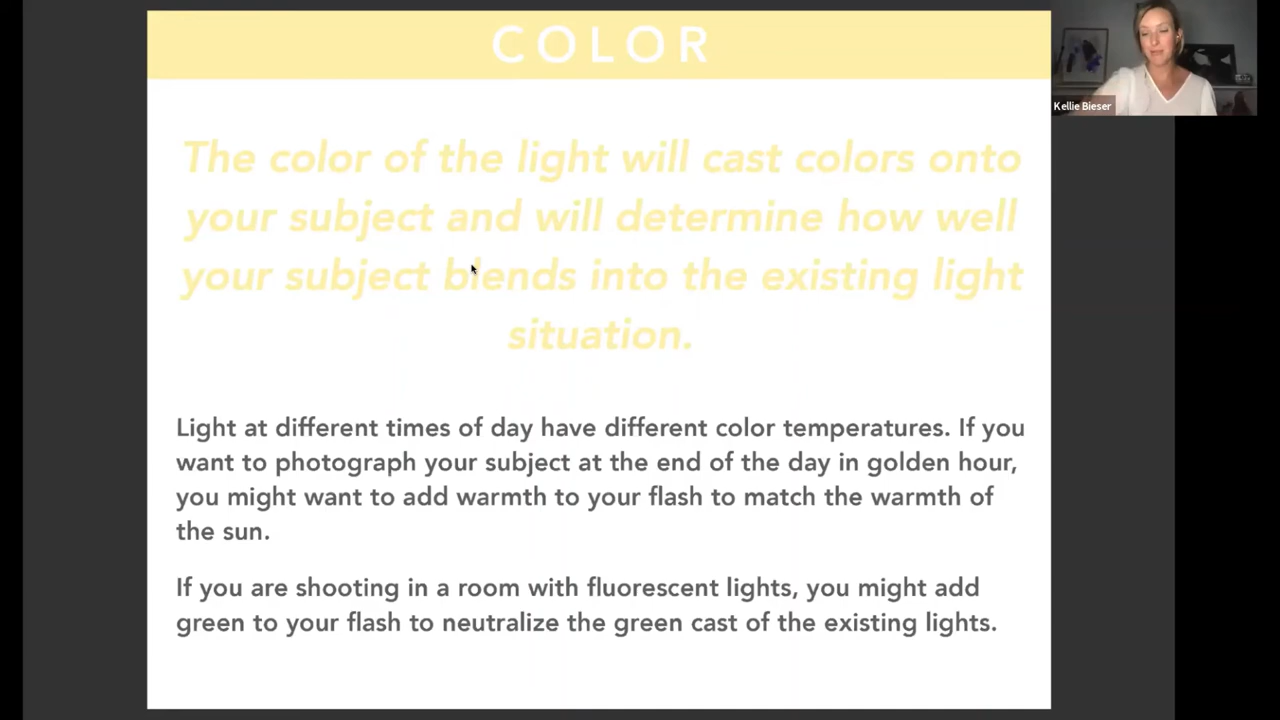 COLOR
The color of the light will cast colors onto
your subject and will determine how well
your subject blends into the existing light
situation.
Light at different times of day have different color temperatures. If you
want to photograph your subject at the end of the day in golden hour,
you might want to add warmth to your flash to match the warmth of
the sun.
If you are shooting in a room with fluorescent lights, you might add
green to your flash to neutralize the green cast of the existing lights.
Kellie Bieser